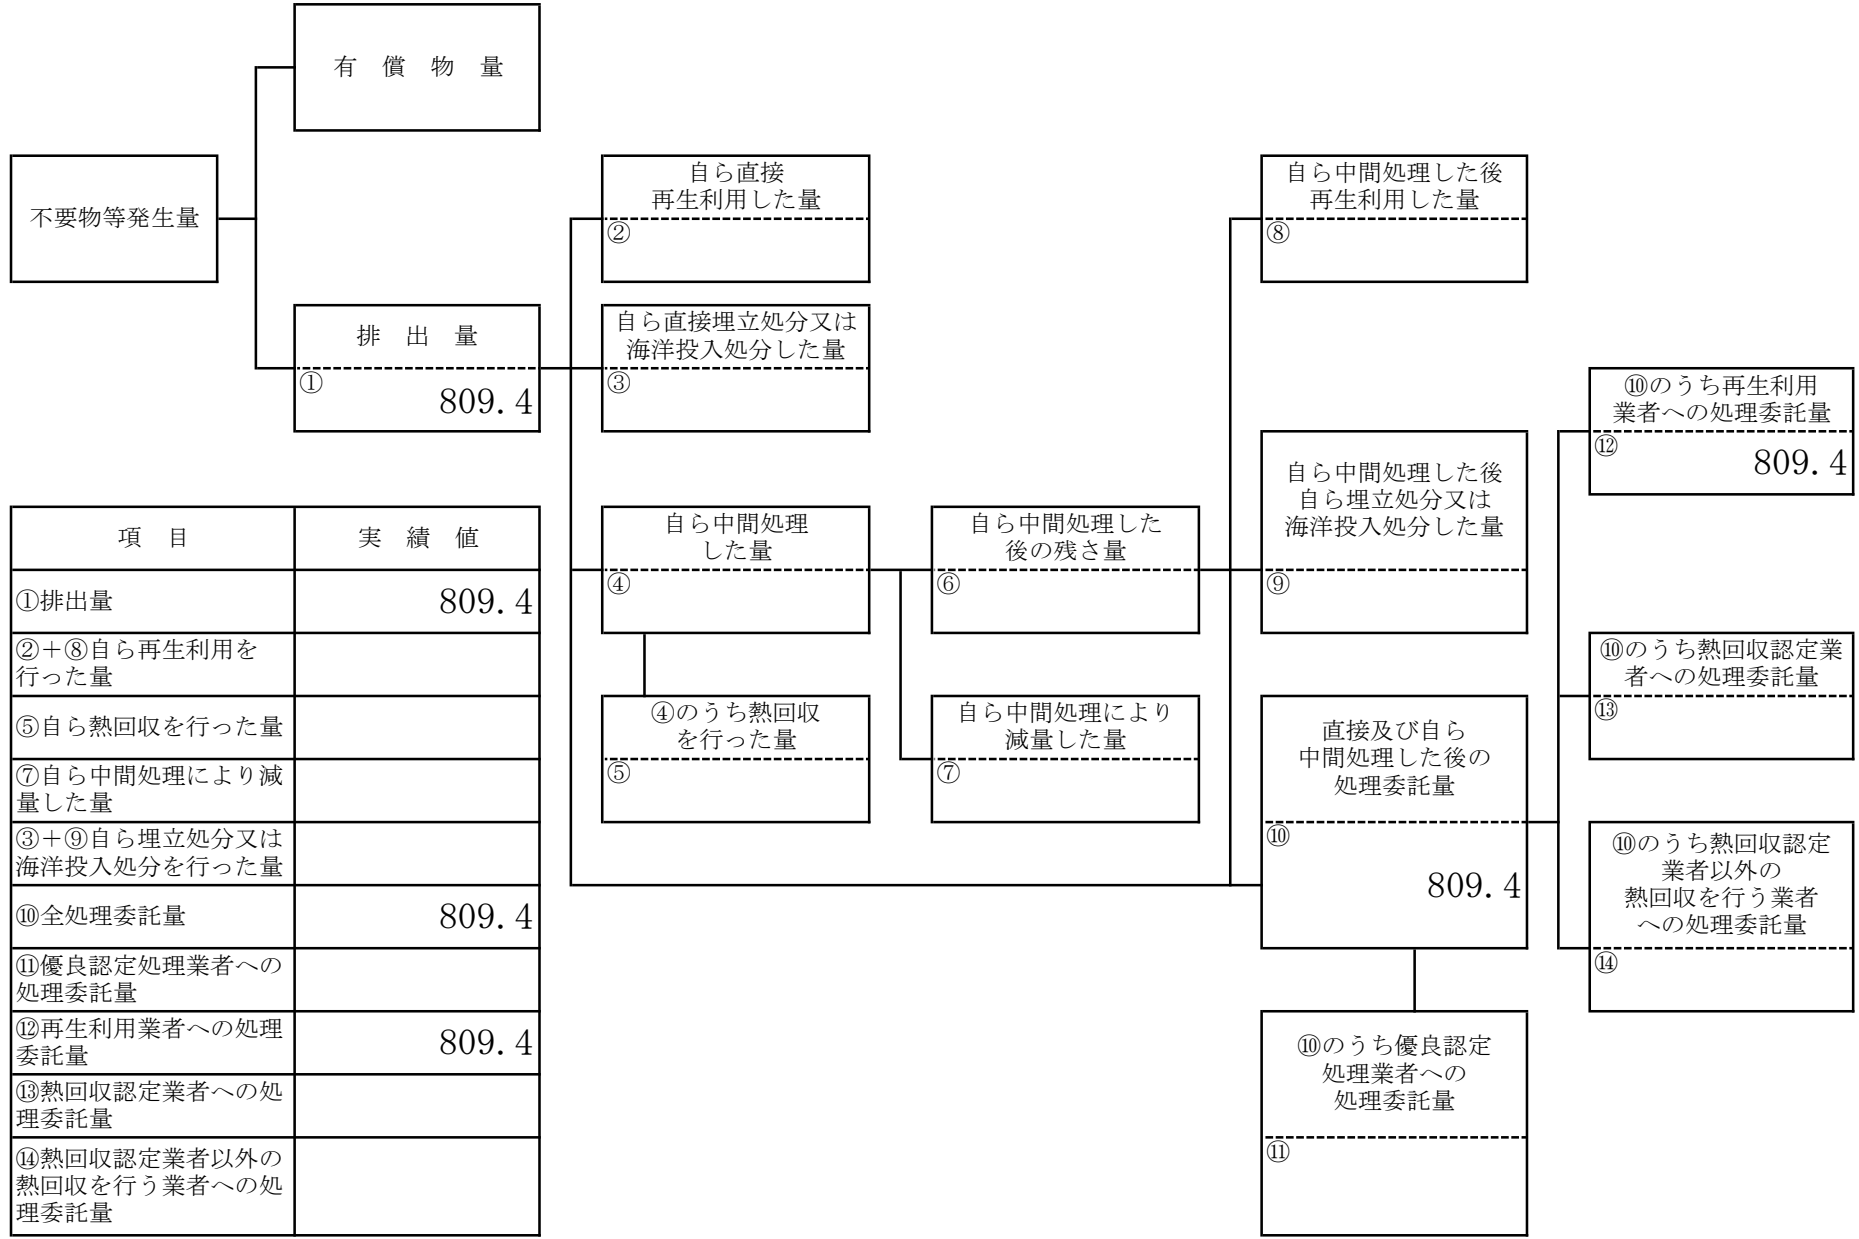 有 償 物 量
不要物等発生量
排 出 量
①
809.4
自ら直接
再生利用した量
②
自ら直接埋立処分又は
海洋投入処分した量
③
自ら中間処理
した量
④
④のうち熱回収
を行った量
⑤
自ら中間処理した
後の残さ量
⑥
自ら中間処理により
減量した量
⑦
自ら中間処理した後
再生利用した量
⑧
自ら中間処理した後
自ら埋立処分又は
海洋投入処分した量
⑨
直接及び自ら
中間処理した後の
処理委託量
⑩
809.4
⑩のうち優良認定
処理業者への
処理委託量
⑪
⑩のうち再生利用
業者への処理委託量
⑫
809.4
⑩のうち熱回収認定業
者への処理委託量
⑬
⑩のうち熱回収認定
業者以外の
熱回収を行う業者
への処理委託量
⑭
項 目
実 績 値
①排出量
809.4
②+⑧自ら再生利用を
行った量
⑤自ら熱回収を行った量
⑦自ら中間処理により減
量した量
③+⑨自ら埋立処分又は
海洋投入処分を行った量
⑩全処理委託量
809.4
⑪優良認定処理業者への
処理委託量
⑫再生利用業者への処理
委託量
809.4
⑬熱回収認定業者への処
理委託量
⑭熱回収認定業者以外の
熱回収を行う業者への処
理委託量